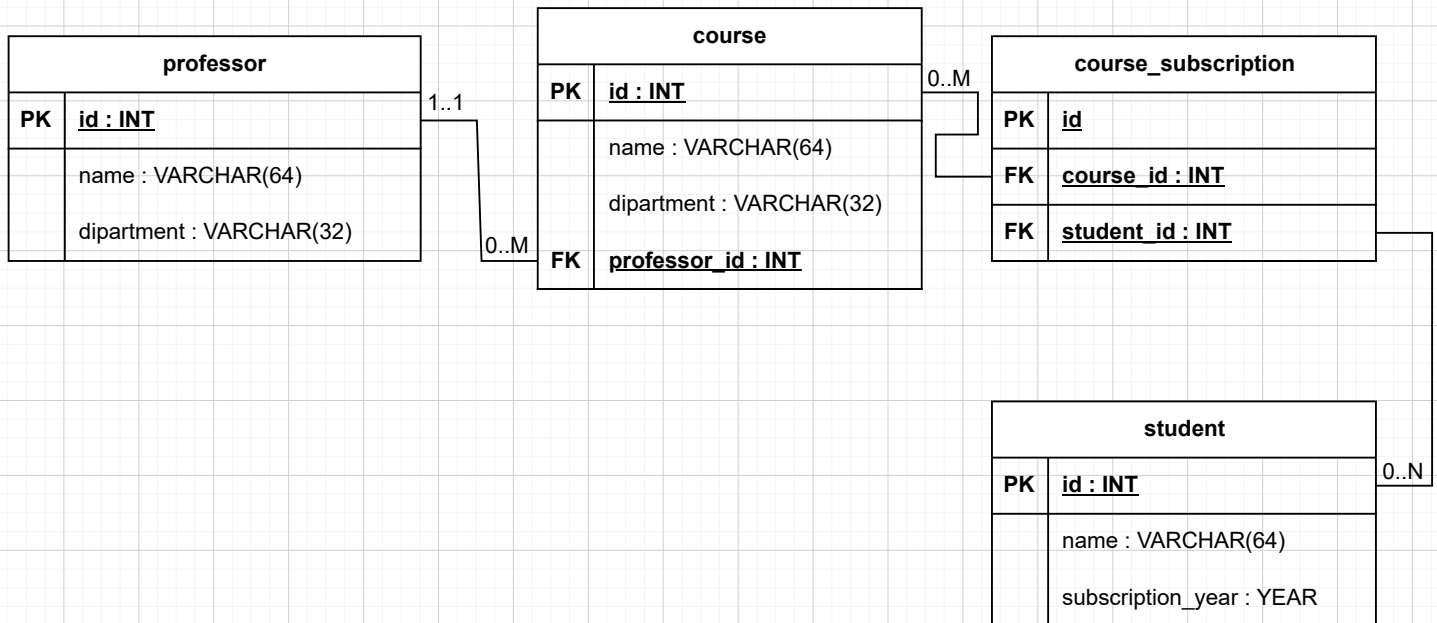 professor
PK id : INT
name : VARCHAR(64)
dipartment : VARCHAR(32)
1..1
0..M
course
PK id : INT
name : VARCHAR(64)
dipartment : VARCHAR(32)
FK professor_id : INT
0..M
course_subscription
PK id
FK course_id : INT
FK student_id : INT
student
PK id : INT
name : VARCHAR(64)
subscription_year : YEAR
0..N